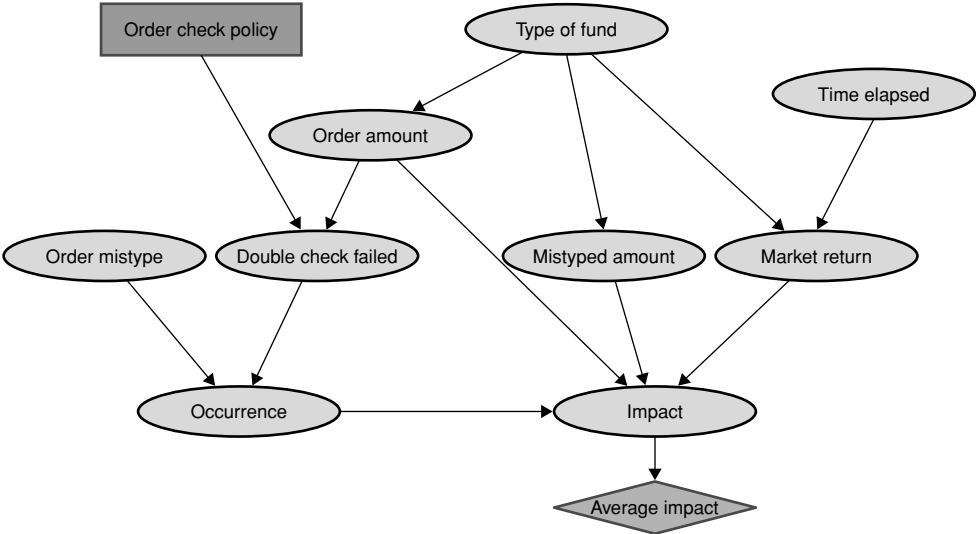 Order check policy
Type of fund
Time elapsed
Order amount
Order mistype
Double check failed
Mistyped amount
Market return
Occurrence
Impact
Average impact